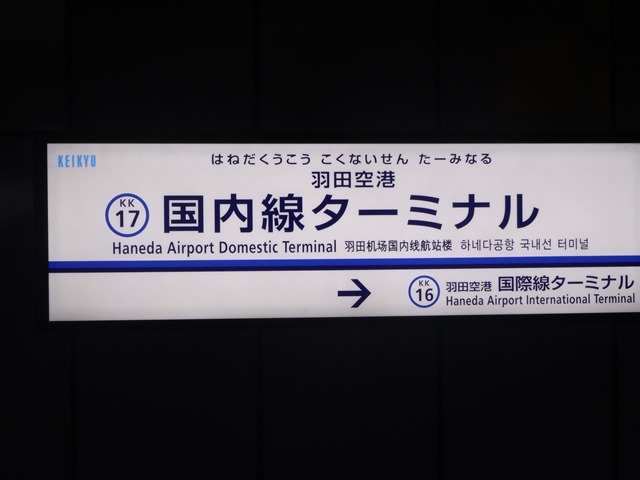 KEIKYU
はねだくうこう こくないせん たーみなる
羽田空港
KK 17 国内線ターミナル
Haneda Airport Domestic Terminal 羽田机场国内线航站楼 하네다공항 국내선 터미널
→ KK 16 羽田空港 国際線ターミナル
Haneda Airport International Terminal